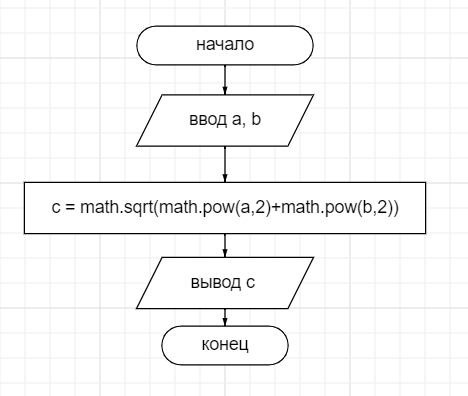 начало
ввод a, b
c = math.sqrt(math.pow(a,2)+math.pow(b,2))
вывод c
конец